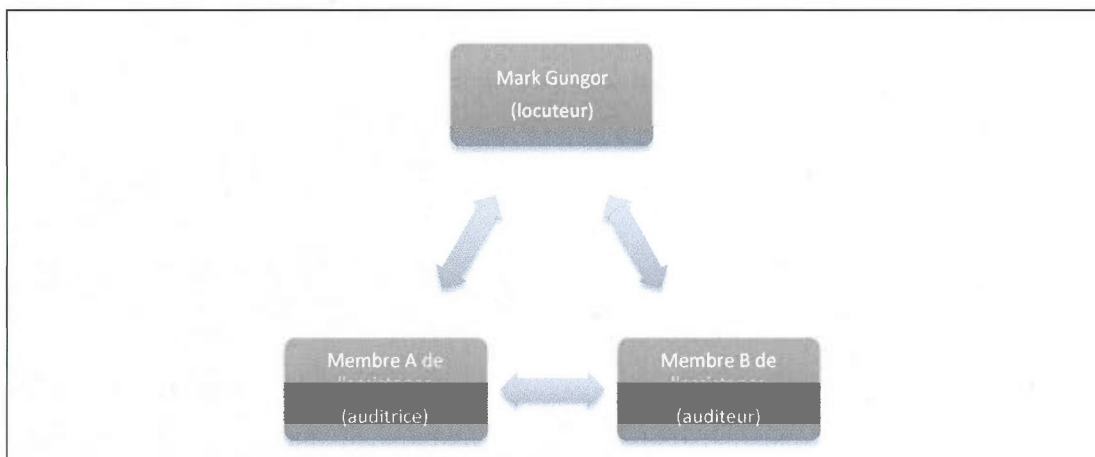 Mark Gungor
(locuteur)
Membre A de
(auditrice)
Membre B de
(auditeur)